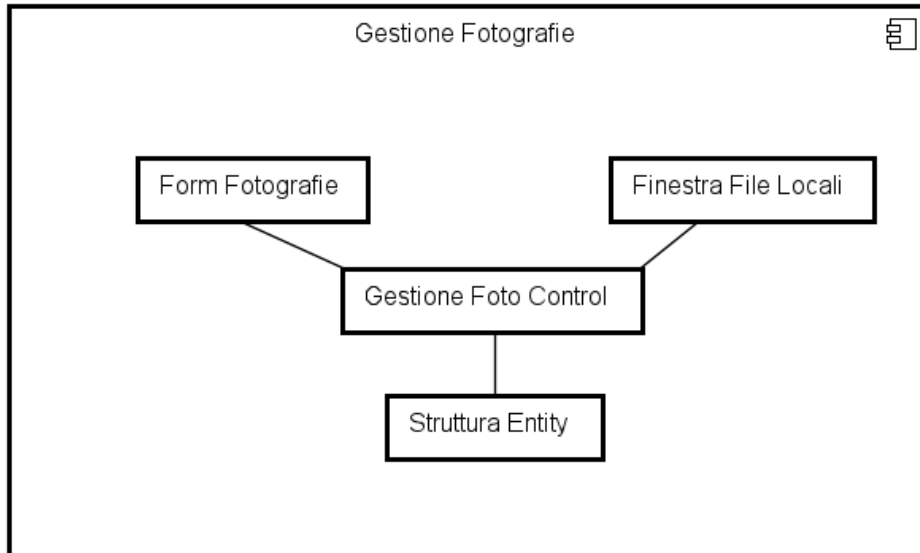 Gestione Fotografie
Form Fotografie
Finestra File Locali
Gestione Foto Control
Struttura Entity